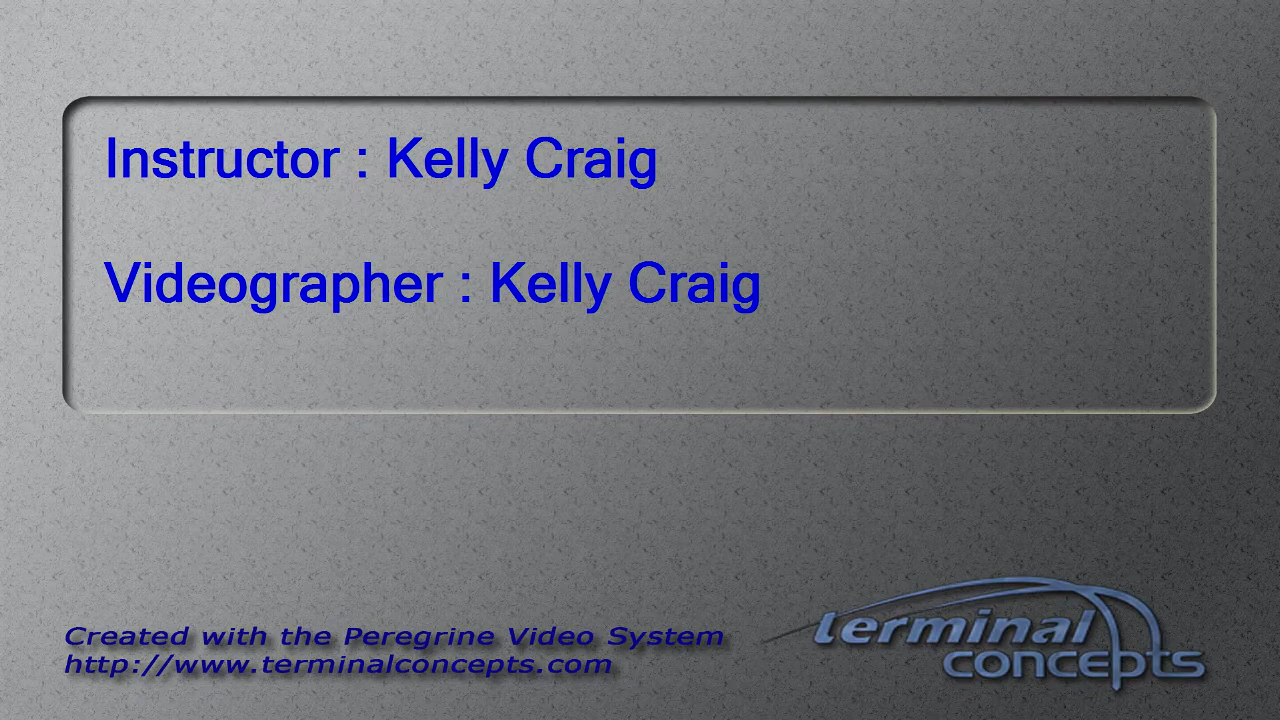 Instructor : Kelly Craig
Videographer : Kelly Craig
Created with the Peregrine Video System
http://www.terminalconcepts.com
terminal
concepts